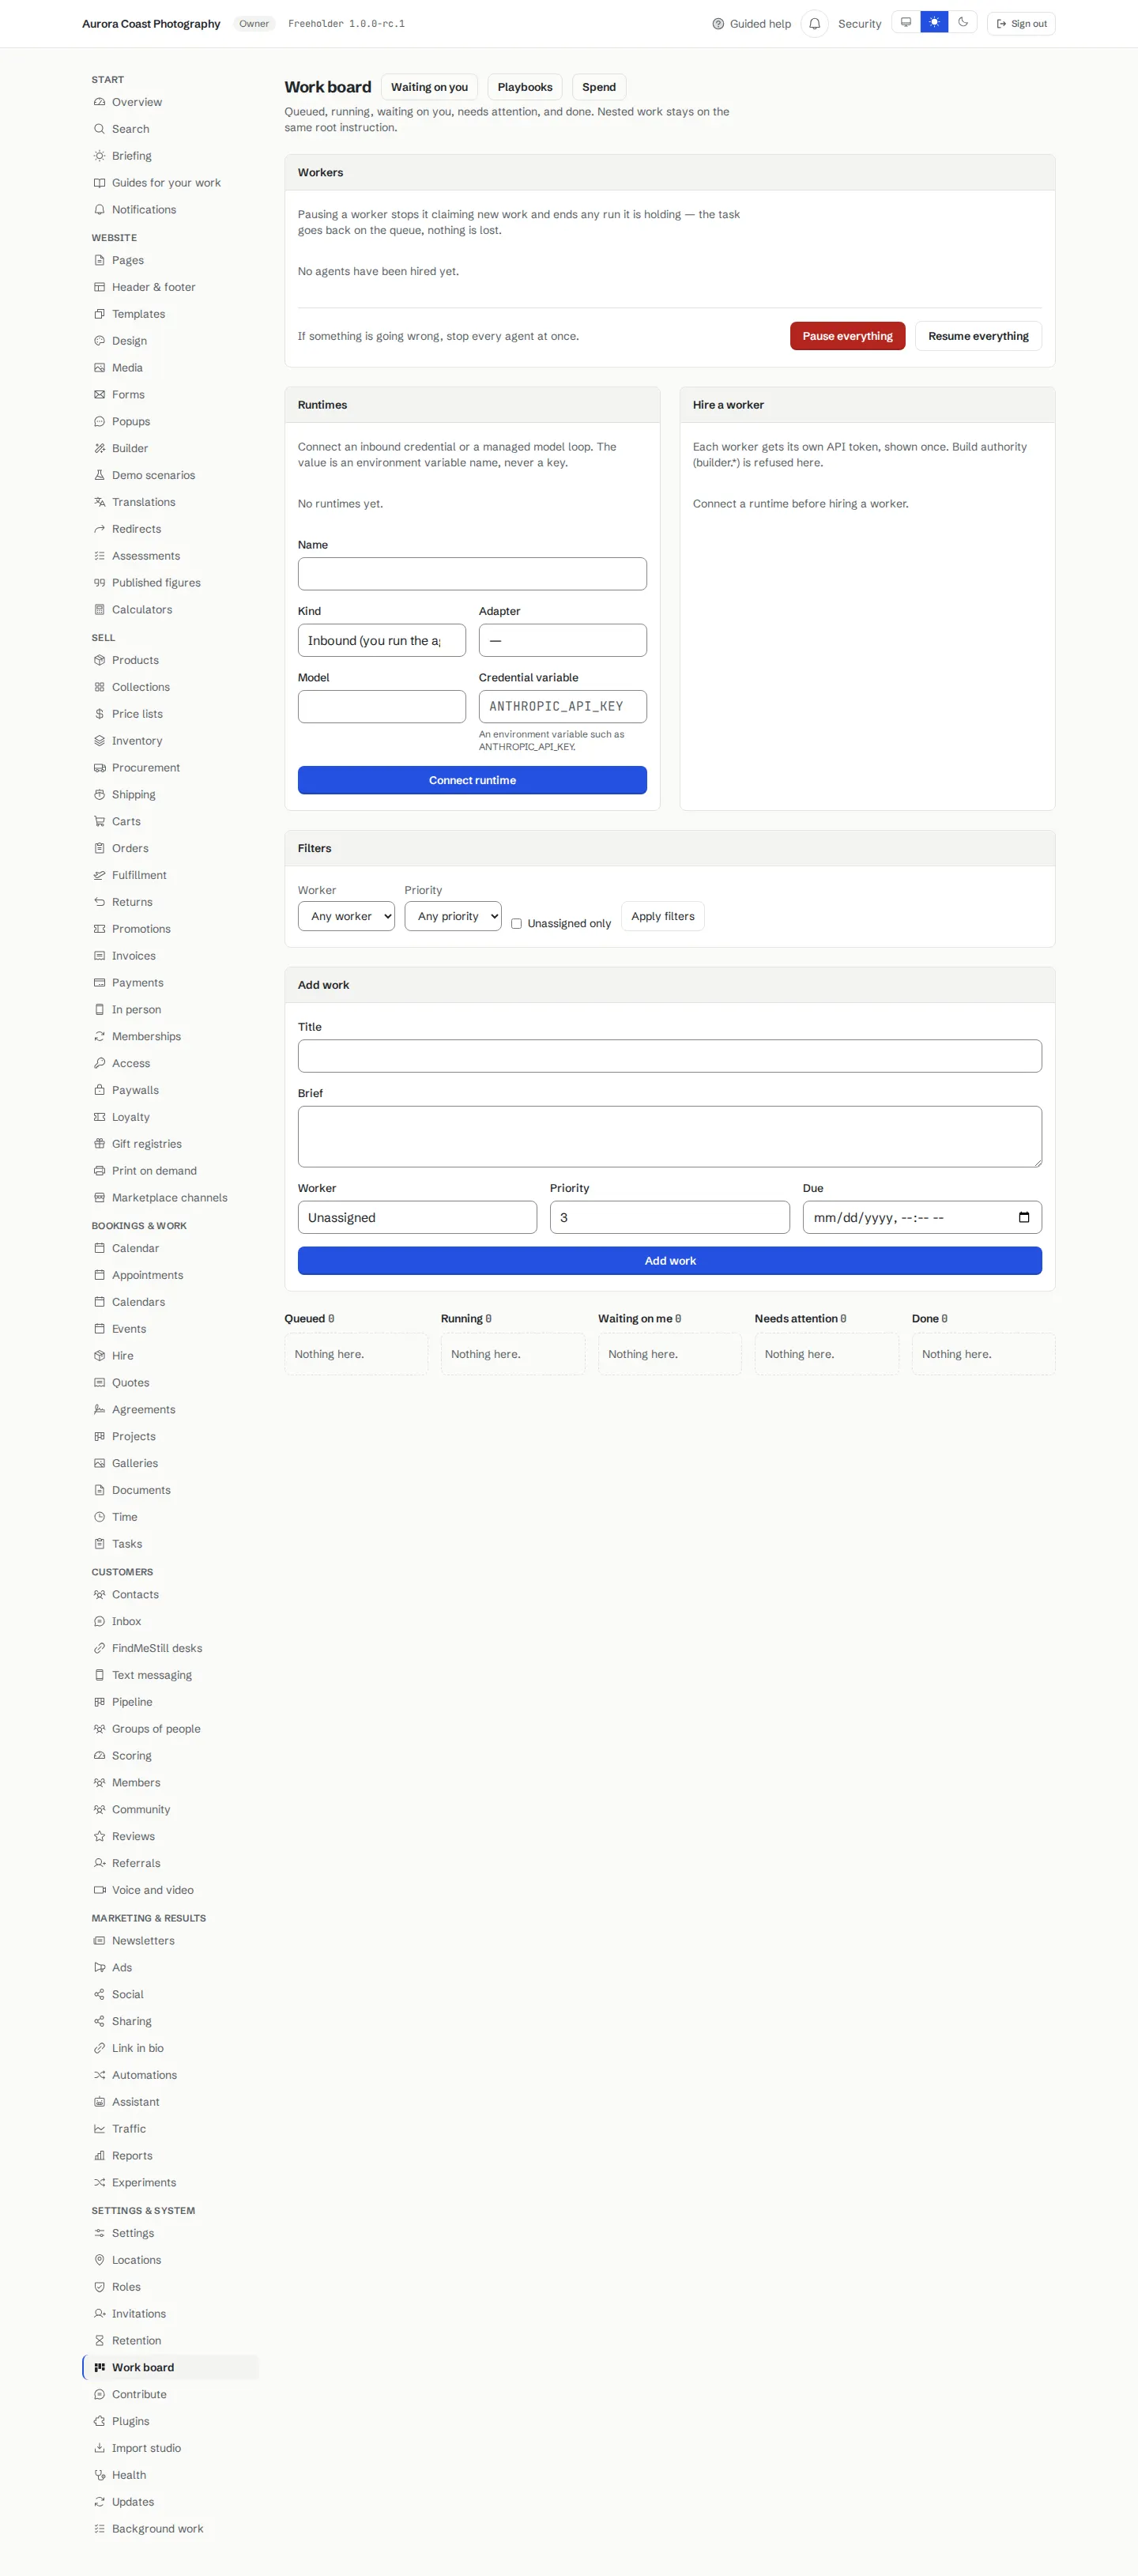 Aurora Coast Photography
Owner
Freeholder 1.0.0-rc.1
Guided help
Security
Sign out
START
Overview
Search
Briefing
Guides for your work
Notifications
WEBSITE
Pages
Header & footer
Templates
Design
Media
Forms
Popups
Builder
Demo scenarios
Translations
Redirects
Assessments
Published figures
Calculators
SELL
Products
Collections
Price lists
Inventory
Procurement
Shipping
Carts
Orders
Fulfillment
Returns
Promotions
Invoices
Payments
In person
Memberships
Access
Paywalls
Loyalty
Gift registries
Print on demand
Marketplace channels
BOOKINGS & WORK
Calendar
Appointments
Calendars
Events
Hire
Quotes
Agreements
Projects
Galleries
Documents
Time
Tasks
CUSTOMERS
Contacts
Inbox
FindMeStill desks
Text messaging
Pipeline
Groups of people
Scoring
Members
Community
Reviews
Referrals
Voice and video
MARKETING & RESULTS
Newsletters
Ads
Social
Sharing
Link in bio
Automations
Assistant
Traffic
Reports
Experiments
SETTINGS & SYSTEM
Settings
Locations
Roles
Invitations
Retention
Work board
Contribute
Plugins
Import studio
Health
Updates
Background work
Work board
Waiting on you
Playbooks
Spend
Queued, running, waiting on you, needs attention, and done. Nested work stays on the
same root instruction.
Workers
Pausing a worker stops it claiming new work and ends any run it is holding — the task
goes back on the queue, nothing is lost.
No agents have been hired yet.
If something is going wrong, stop every agent at once.
Pause everything
Resume everything
Runtimes
Connect an inbound credential or a managed model loop. The
value is an environment variable name, never a key.
No runtimes yet.
Name
Kind
Adapter
Inbound (you run the ag
—
Model
Credential variable
ANTHROPIC_API_KEY
An environment variable such as
ANTHROPIC_API_KEY.
Connect runtime
Hire a worker
Each worker gets its own API token, shown once. Build authority
(builder.*) is refused here.
Connect a runtime before hiring a worker.
Filters
Worker
Priority
Any worker
Any priority
Unassigned only
Apply filters
Add work
Title
Brief
Worker
Priority
Due
Unassigned
3
mm/dd/yyyy, --:-- --
Add work
Queued 0
Running 0
Waiting on me 0
Needs attention 0
Done 0
Nothing here.
Nothing here.
Nothing here.
Nothing here.
Nothing here.